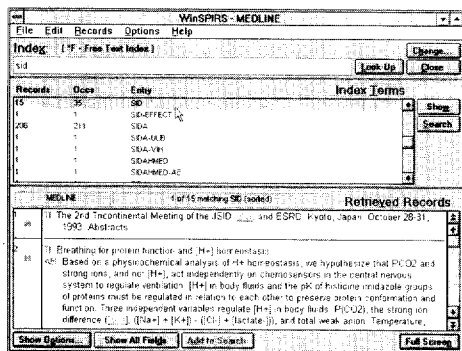 WinSPIRS - MEDLINE
File Edit Records Options Help
Index [*F - Free Text Index] Change...
sid Look Up Close
Records Occs Entry Index Terms
15 35 SID Show
1 1 SID-EFFECT Search
206 SIDA
1 1 SIDA-ULB
1 1 SIDA-VIH
1 1 SIDAHMED
1 1 SIDAHMED-AE
MEDLINE 1 of 15 matching SID (sorted) Retrieved Records
1 TI The 2nd Tricontinental Meeting of the JSID, and ESRD. Kyoto, Japan. October 28-31,
1993. Abstracts
2 TI Breathing for protein function and [H+] homeostasis
AB Based on a physicochemical analysis of H+ homeostasis, we hypothesize that PCO2 and
strong ions, and not [H+], act independently on chemosensors in the central nervous
system to regulate ventilation. [H+] in body fluids and the pK of histidine imidazole groups
of proteins must be regulated in relation to each other to preserve protein conformation and
function. Three independent variables regulate [H+] in body fluids: P(CO2), the strong ion
difference ([Na+] + [K+]) - ([Cl-] + [lactate-]), and total weak anion. Temperature,
Show Options... Show All Fields Add to Search Full Screen